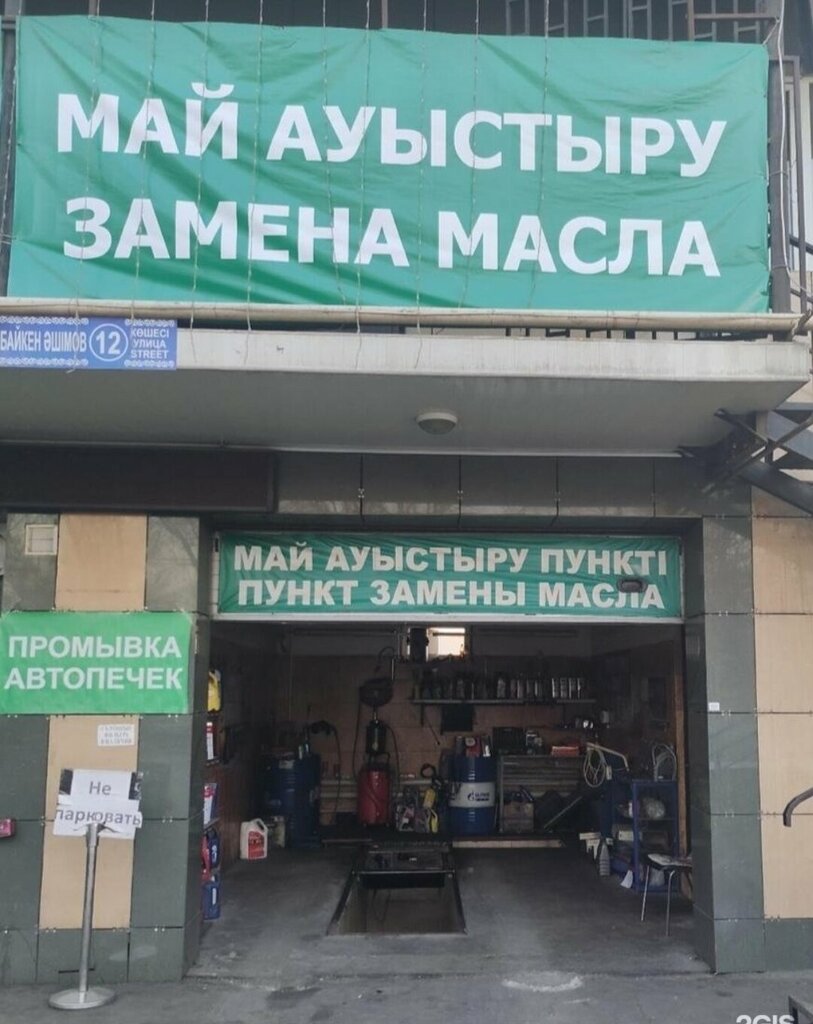 МАЙ АУЫСТЫРУ
ЗАМЕНА МАСЛА
БАЙКЕН ӘШІМОВ
12
КӨШЕСІ
УЛИЦА
STREET
МАЙ АУЫСТЫРУ ПУНКТІ
ПУНКТ ЗАМЕНЫ МАСЛА
ПРОМЫВКА
АВТОПЕЧЕК
Не
парковать
2GIS